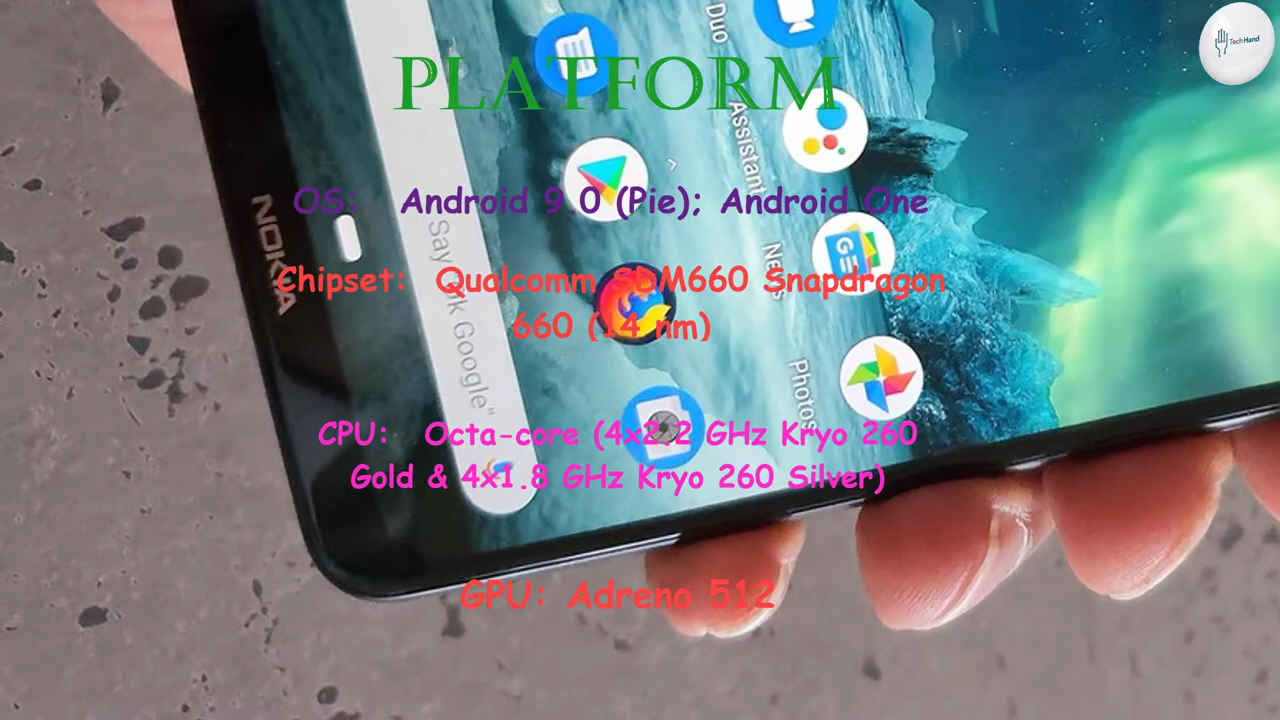 PLATFORM
OS: Android 9.0 (Pie); Android One
Chipset: Qualcomm SDM660 Snapdragon
660 (14 nm)
CPU: Octa-core (4x2.2 GHz Kryo 260
Gold & 4x1.8 GHz Kryo 260 Silver)
GPU: Adreno 512
TechHand
NOKIA
Say "Ok Google"
Duo
Assistant
News
Photos